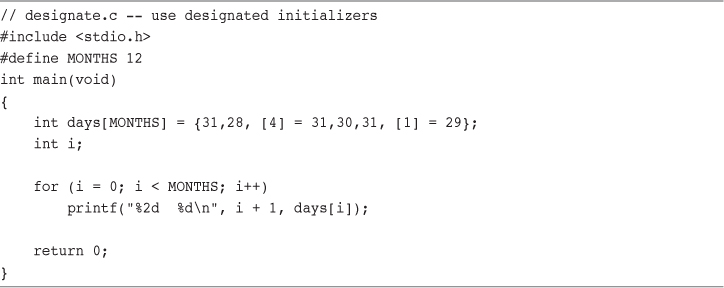 // designate.c -- use designated initializers
#include <stdio.h>
#define MONTHS 12
int main(void)
{
    int days[MONTHS] = {31,28, [4] = 31,30,31, [1] = 29};
    int i;

    for (i = 0; i < MONTHS; i++)
        printf("%2d  %d\n", i + 1, days[i]);

    return 0;
}